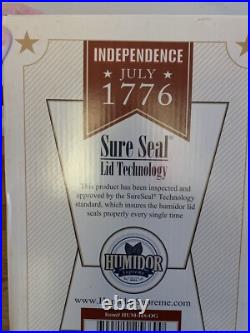 INDEPENDENCE
JULY
1776
Sure Seal
Lid Technology
This product has been inspected and
approved by the SureSeal® Technology
standard, which insures the humidor lid
seals properly every single time
HUMIDOR
SUPREME